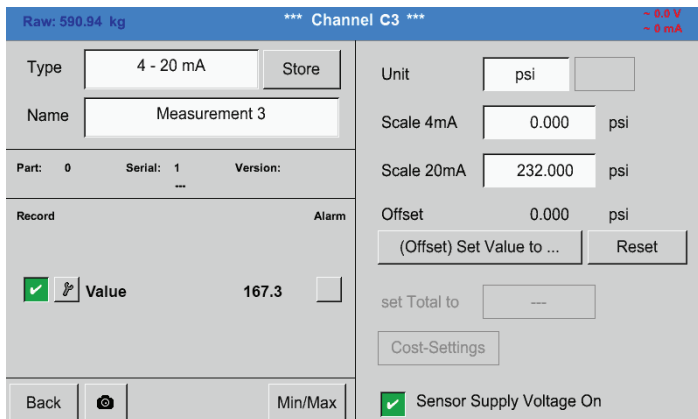 Raw: 590.94 kg
*** Channel C3 ***
~ 0.0 V
~ 0 mA
Type
4 - 20 mA
Store
Name
Measurement 3
Part: 0 Serial: 1 Version:
---
Record
Alarm
Value 167.3
Back
Min/Max
Unit
psi
Scale 4mA 0.000 psi
Scale 20mA 232.000 psi
Offset 0.000 psi
(Offset) Set Value to ...
Reset
set Total to ---
Cost-Settings
Sensor Supply Voltage On